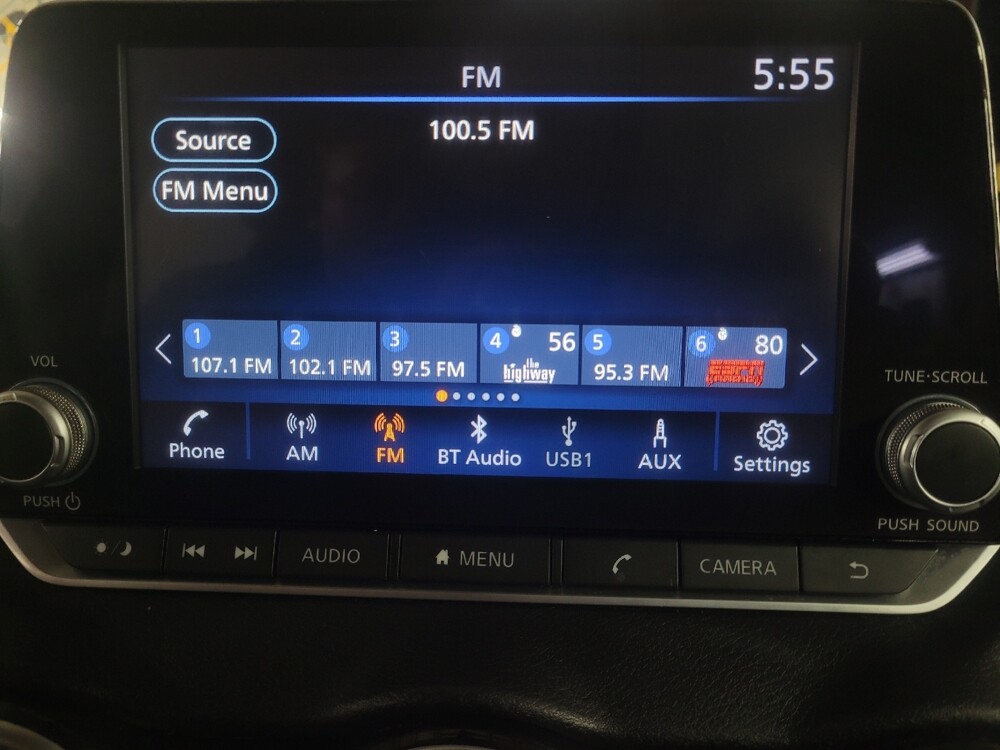 FM
5:55
Source
100.5 FM
FM Menu
1
107.1 FM
2
102.1 FM
3
97.5 FM
4
56
the
highway
5
95.3 FM
6
80
VOL
TUNE·SCROLL
Phone
AM
FM
BT Audio
USB1
AUX
Settings
PUSH
PUSH SOUND
AUDIO
MENU
CAMERA